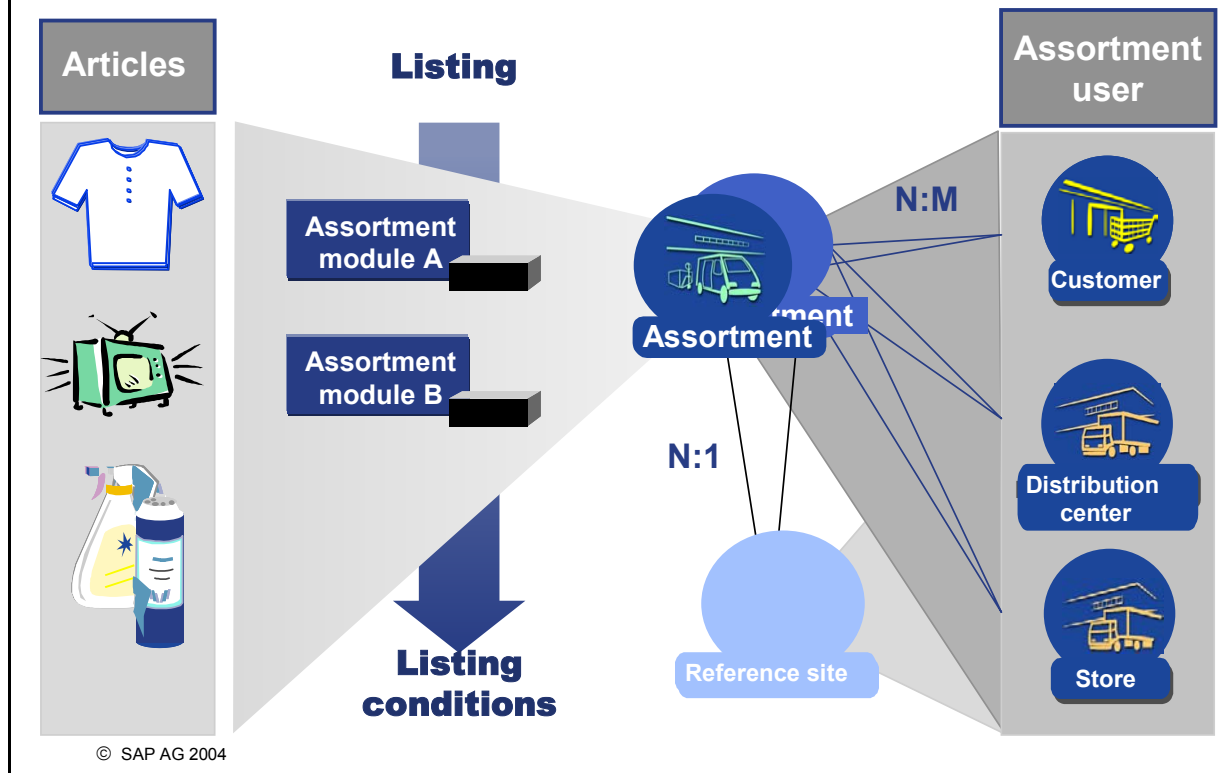 Articles
Listing
Assortment
user
Assortment
module A
Assortment
module B
N:M
tment
Assortment
N:1
Customer
Distribution
center
Store
Reference site
Listing
conditions
© SAP AG 2004